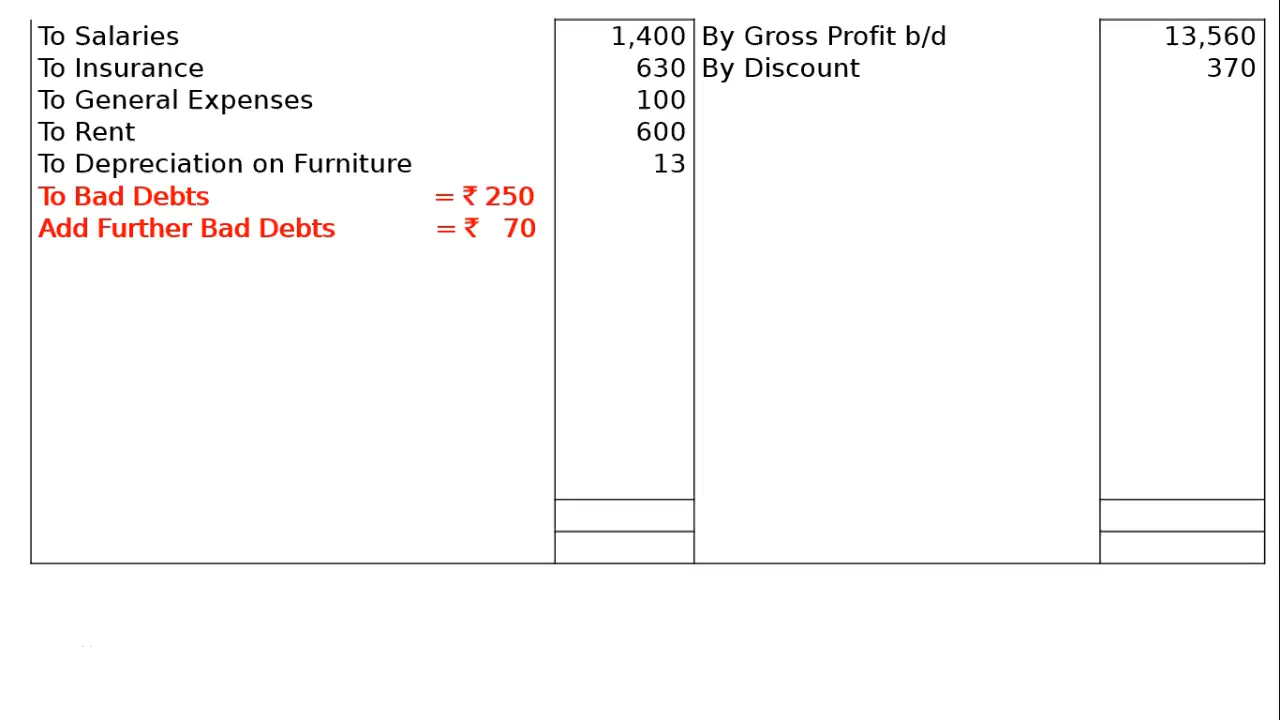 To Salaries 1,400 By Gross Profit b/d 13,560
To Insurance 630 By Discount 370
To General Expenses 100
To Rent 600
To Depreciation on Furniture 13
To Bad Debts = ₹ 250
Add Further Bad Debts = ₹ 70